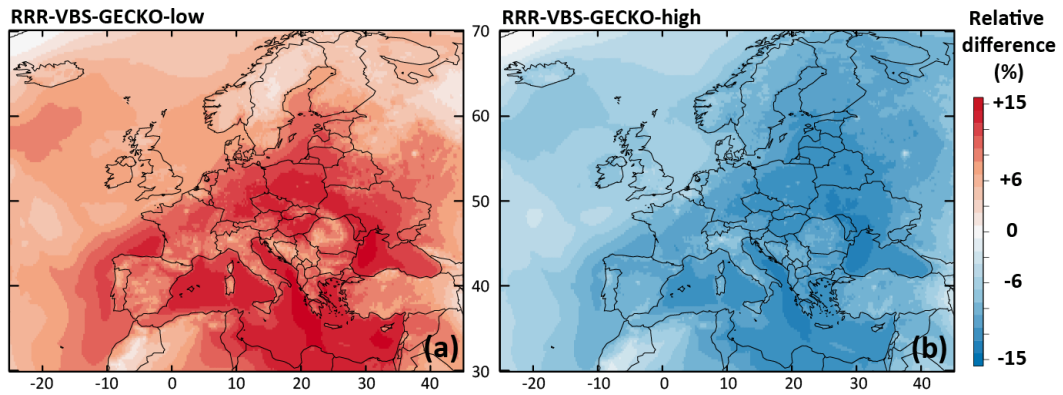 RRR-VBS-GECKO-low
RRR-VBS-GECKO-high
Relative
difference
(%)
70
60
50
40
30
+15
+6
0
-6
-15
(a)
(b)
-20 -10 0 10 20 30 40
-20 -10 0 10 20 30 40